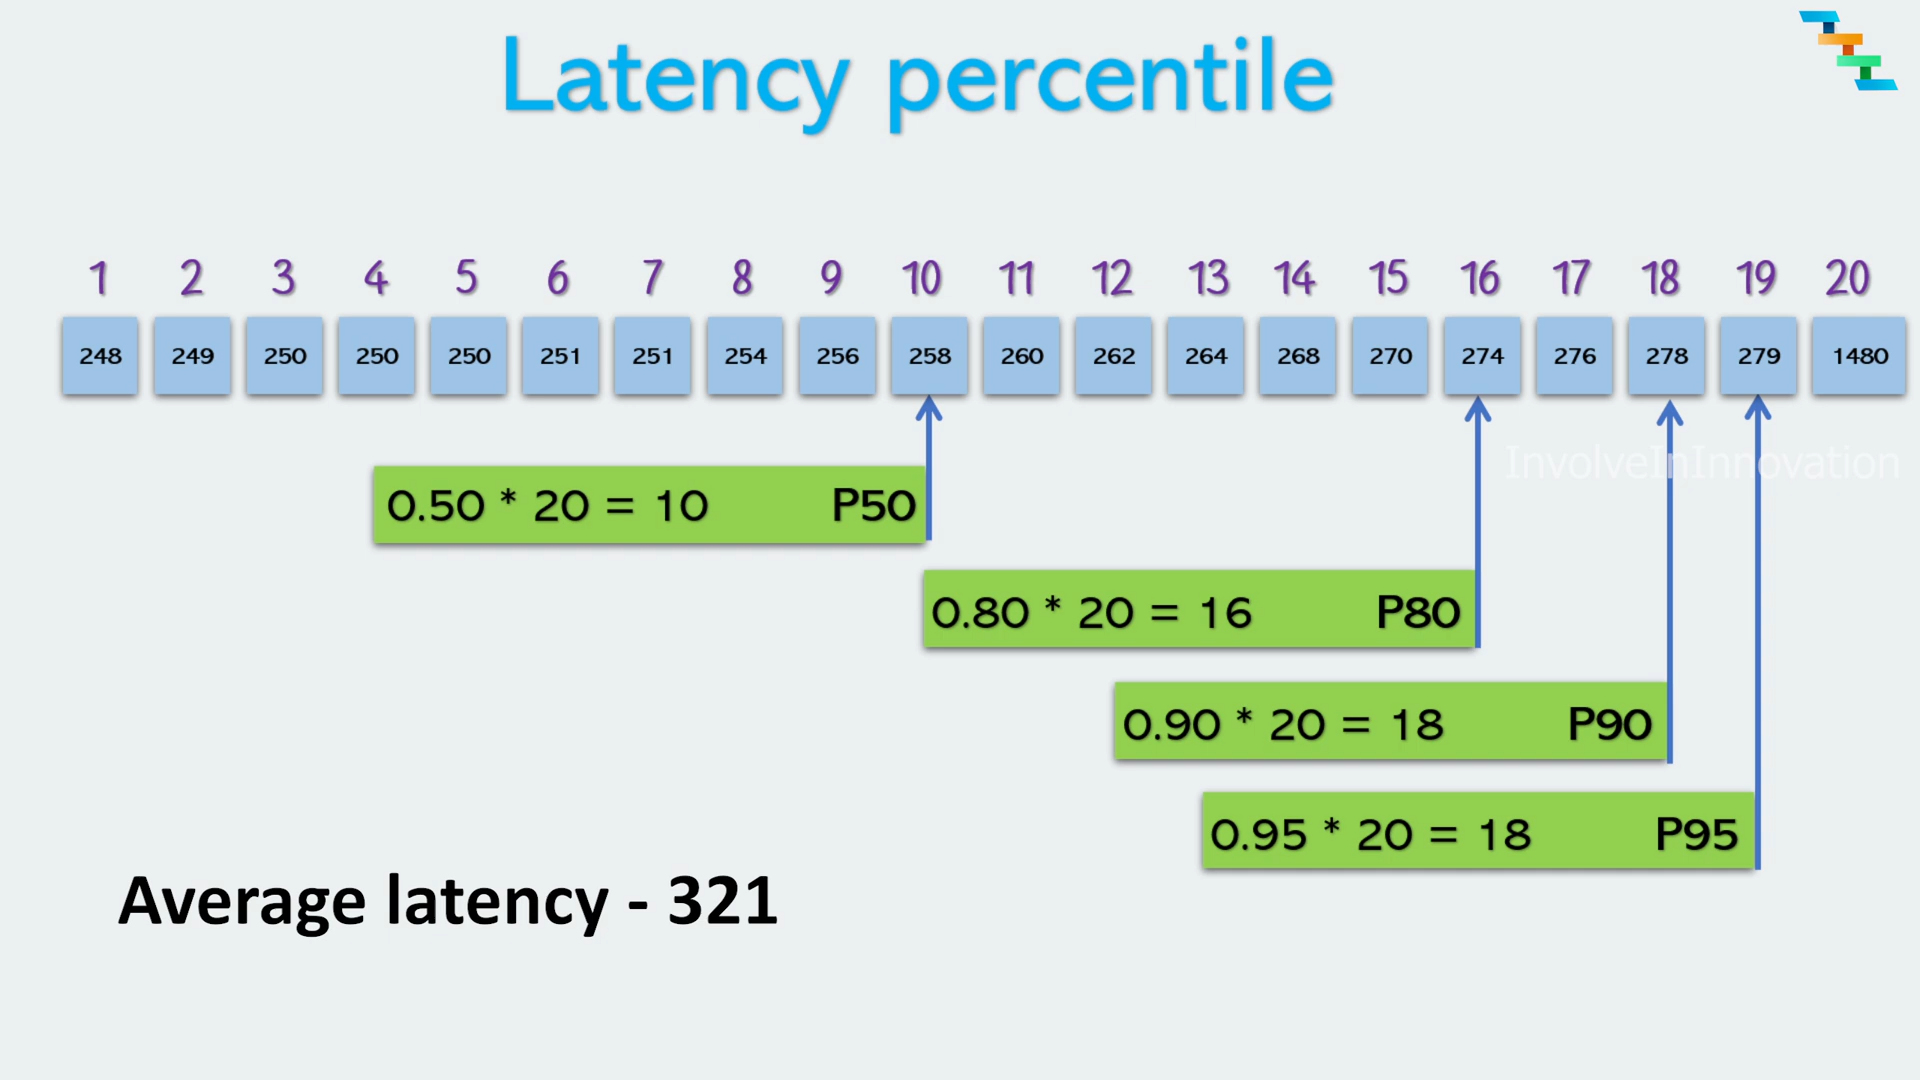 Latency percentile
1 2 3 4 5 6 7 8 9 10 11 12 13 14 15 16 17 18 19 20
248 249 250 250 250 251 251 254 256 258 260 262 264 268 270 274 276 278 279 1480
InvolveInInnovation
0.50 * 20 = 10 P50
0.80 * 20 = 16 P80
0.90 * 20 = 18 P90
0.95 * 20 = 18 P95
Average latency - 321